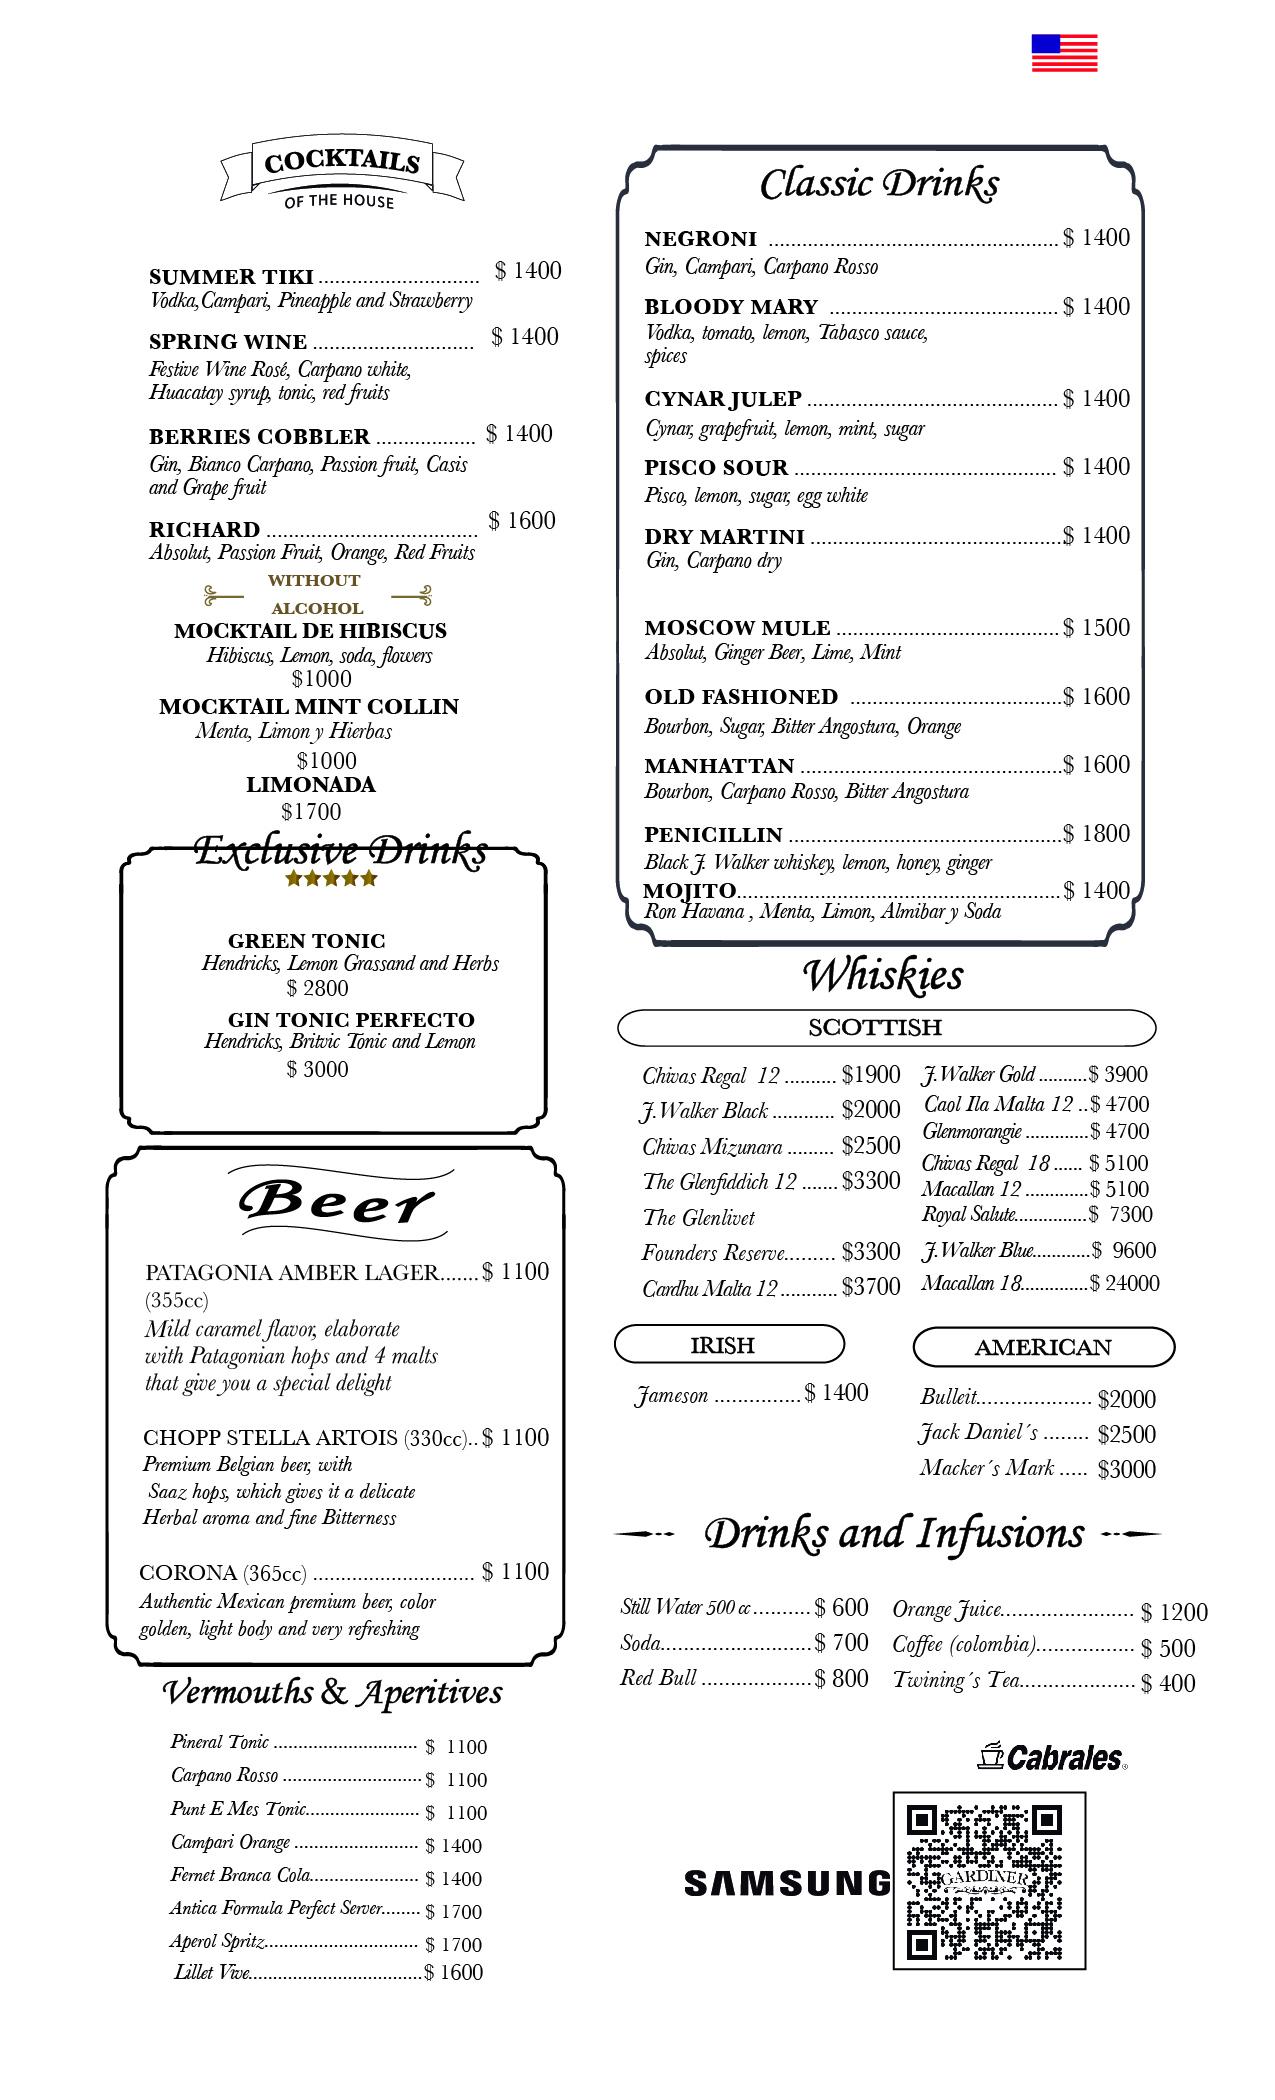 COCKTAILS
OF THE HOUSE
SUMMER TIKI ............................. $ 1400
Vodka,Campari, Pineapple and Strawberry
SPRING WINE ............................. $ 1400
Festive Wine Rosé, Carpano white,
Huacatay syrup, tonic, red fruits
BERRIES COBBLER .................. $ 1400
Gin, Bianco Carpano, Passion fruit, Casis
and Grape fruit
RICHARD ...................................... $ 1600
Absolut, Passion Fruit, Orange, Red Fruits
WITHOUT
ALCOHOL
MOCKTAIL DE HIBISCUS
Hibiscus, Lemon, soda, flowers
$1000
MOCKTAIL MINT COLLIN
Menta, Limon y Hierbas
$1000
LIMONADA
$1700
Exclusive Drinks
GREEN TONIC
Hendricks, Lemon Grassand and Herbs
$ 2800
GIN TONIC PERFECTO
Hendricks, Britvic Tonic and Lemon
$ 3000
Beer
PATAGONIA AMBER LAGER.......$ 1100
(355cc)
Mild caramel flavor, elaborate
with Patagonian hops and 4 malts
that give you a special delight
CHOPP STELLA ARTOIS (330cc)..$ 1100
Premium Belgian beer, with
Saaz hops, which gives it a delicate
Herbal aroma and fine Bitterness
CORONA (365cc) ............................ $ 1100
Authentic Mexican premium beer, color
golden, light body and very refreshing
Vermouths & Aperitives
Pineral Tonic .............................. $ 1100
Carpano Rosso .............................$ 1100
Punt E Mes Tonic........................ $ 1100
Campari Orange .......................... $ 1400
Fernet Branca Cola....................... $ 1400
Antica Formula Perfect Server........ $ 1700
Aperol Spritz................................ $ 1700
Lillet Vive....................................$ 1600
Classic Drinks
NEGRONI .................................................... $ 1400
Gin, Campari, Carpano Rosso
BLOODY MARY ......................................... $ 1400
Vodka, tomato, lemon, Tabasco sauce,
spices
CYNAR JULEP ............................................. $ 1400
Cynar, grapefruit, lemon, mint, sugar
PISCO SOUR ............................................... $ 1400
Pisco, lemon, sugar, egg white
DRY MARTINI .............................................$ 1400
Gin, Carpano dry
MOSCOW MULE ........................................ $ 1500
Absolut, Ginger Beer, Lime, Mint
OLD FASHIONED ......................................$ 1600
Bourbon, Sugar, Bitter Angostura, Orange
MANHATTAN ...............................................$ 1600
Bourbon, Carpano Rosso, Bitter Angostura
PENICILLIN .................................................$ 1800
Black J. Walker whiskey, lemon, honey, ginger
MOJITO.......................................................... $ 1400
Ron Havana , Menta, Limon, Almibar y Soda
Whiskies
SCOTTISH
Chivas Regal 12 .......... $1900
J.Walker Black ............ $2000
Chivas Mizunara ......... $2500
The Glenfiddich 12 ....... $3300
The Glenlivet
Founders Reserve......... $3300
Cardhu Malta 12 ........... $3700
J.Walker Gold ..........$ 3900
Caol Ila Malta 12 ..$ 4700
Glenmorangie .............$ 4700
Chivas Regal 18 ...... $ 5100
Macallan 12 .............$ 5100
Royal Salute...............$ 7300
J.Walker Blue............$ 9600
Macallan 18..............$ 24000
IRISH
Jameson ...............$ 1400
AMERICAN
Bulleit.................... $2000
Jack Daniel´s ........ $2500
Macker´s Mark ..... $3000
Drinks and Infusions
Still Water 500 cc ..........$ 600
Soda..........................$ 700
Red Bull ...................$ 800
Orange Juice....................... $ 1200
Coffee (colombia)................. $ 500
Twining´s Tea.................... $ 400
Cabrales
SAMSUNG
GARDINER